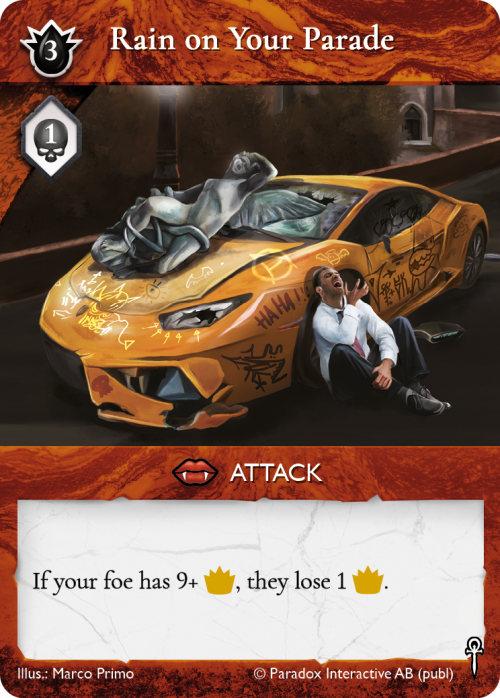 3
Rain on Your Parade
1
HAHA!
ATTACK
If your foe has 9+ , they lose 1 .
Illus.: Marco Primo
© Paradox Interactive AB (publ)